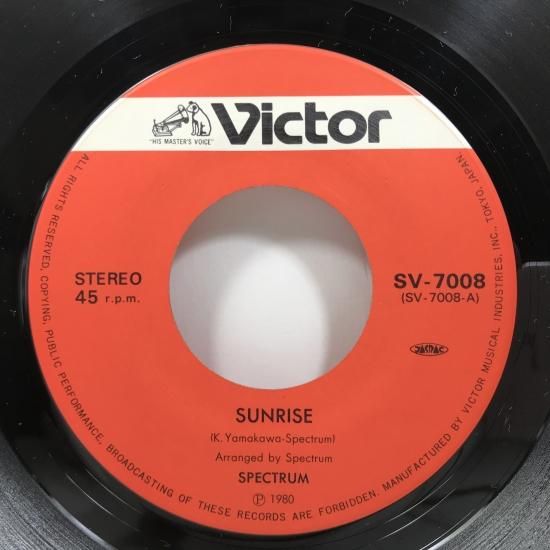 Victor
"HIS MASTER'S VOICE"
STEREO
45 r.p.m.
SV-7008
(SV-7008-A)
JASRAC
SUNRISE
(K. Yamakawa-Spectrum)
Arranged by Spectrum
SPECTRUM
Ⓟ 1980
ALL RIGHTS RESERVED. COPYING, PUBLIC PERFORMANCE, BROADCASTING OF THESE RECORDS ARE FORBIDDEN. MANUFACTURED BY VICTOR MUSICAL INDUSTRIES, INC., TOKYO, JAPAN.